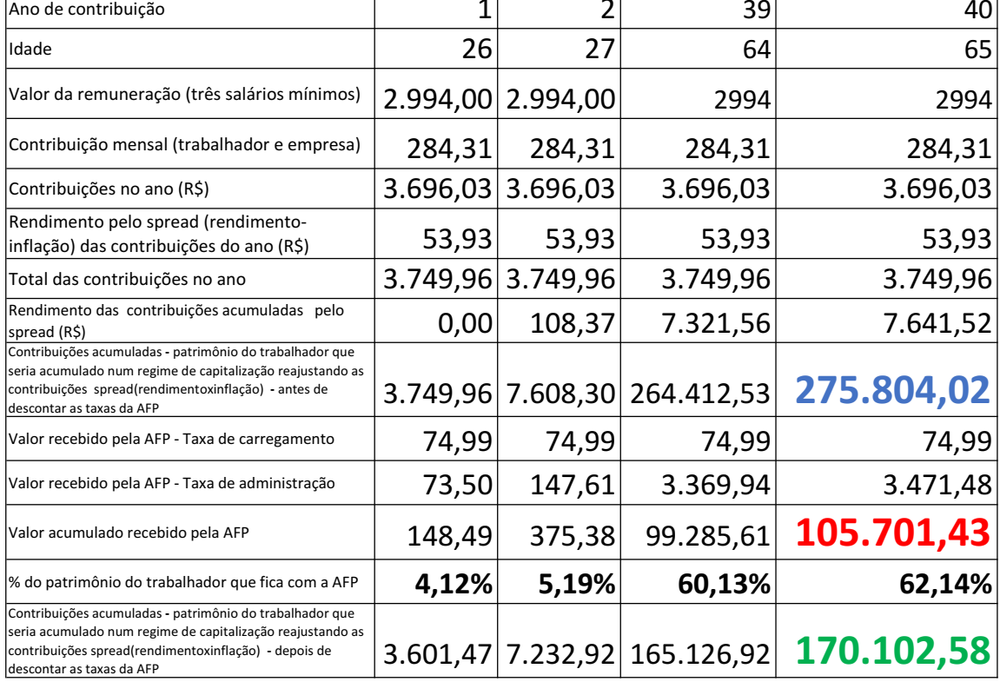 Ano de contribuição 1 2 39 40
Idade 26 27 64 65
Valor da remuneração (três salários mínimos) 2.994,00 2.994,00 2994 2994
Contribuição mensal (trabalhador e empresa) 284,31 284,31 284,31 284,31
Contribuições no ano (R$) 3.696,03 3.696,03 3.696,03 3.696,03
Rendimento pelo spread (rendimento-
inflação) das contribuições do ano (R$) 53,93 53,93 53,93 53,93
Total das contribuições no ano 3.749,96 3.749,96 3.749,96 3.749,96
Rendimento das contribuições acumuladas pelo
spread (R$) 0,00 108,37 7.321,56 7.641,52
Contribuições acumuladas - patrimônio do trabalhador que
seria acumulado num regime de capitalização reajustando as
contribuições spread(rendimentoxinflação) - antes de
descontar as taxas da AFP 3.749,96 7.608,30 264.412,53 275.804,02
Valor recebido pela AFP - Taxa de carregamento 74,99 74,99 74,99 74,99
Valor recebido pela AFP - Taxa de administração 73,50 147,61 3.369,94 3.471,48
Valor acumulado recebido pela AFP 148,49 375,38 99.285,61 105.701,43
% do patrimônio do trabalhador que fica com a AFP 4,12% 5,19% 60,13% 62,14%
Contribuições acumuladas - patrimônio do trabalhador que
seria acumulado num regime de capitalização reajustando as
contribuições spread(rendimentoxinflação) - depois de
descontar as taxas da AFP 3.601,47 7.232,92 165.126,92 170.102,58